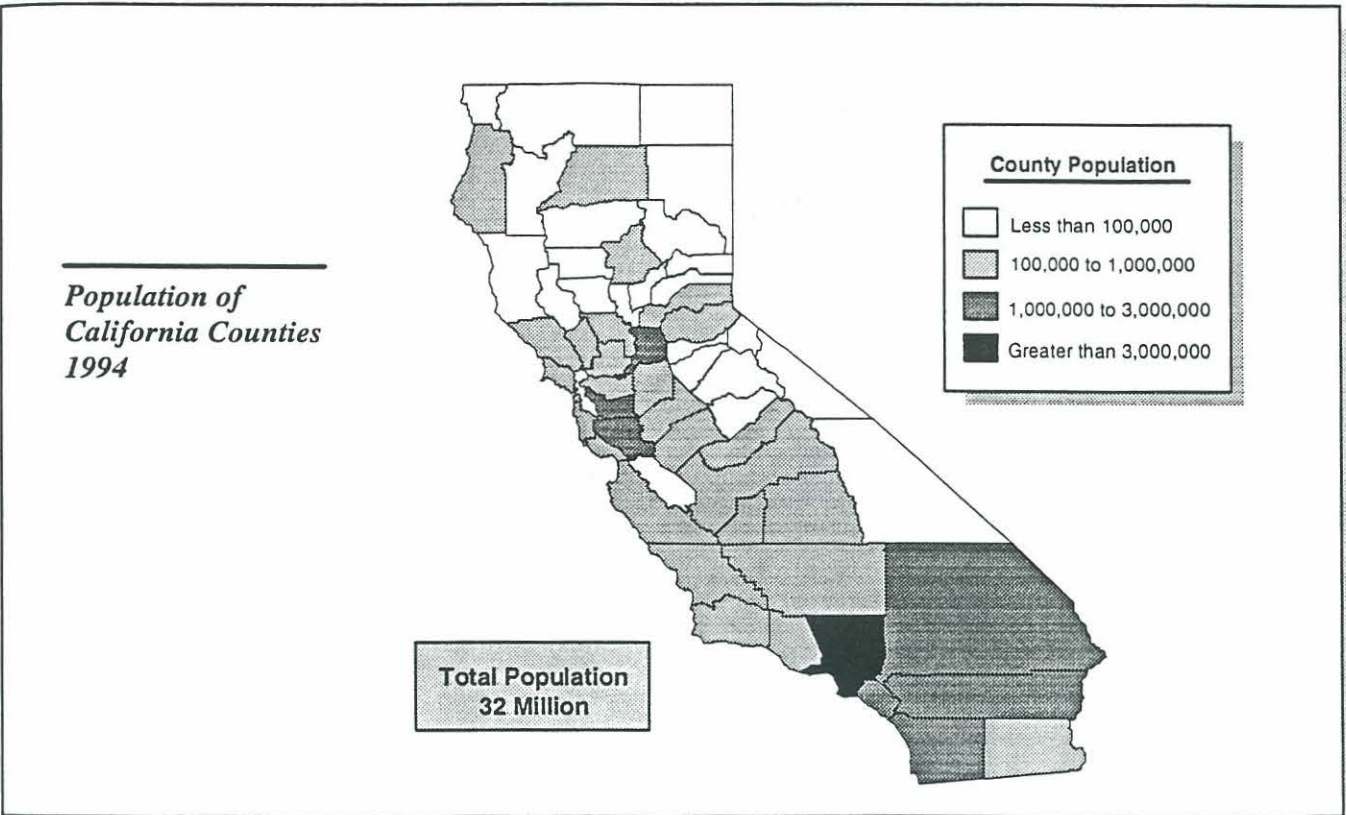 Population of
California Counties
1994
County Population
Less than 100,000
100,000 to 1,000,000
1,000,000 to 3,000,000
Greater than 3,000,000
Total Population
32 Million